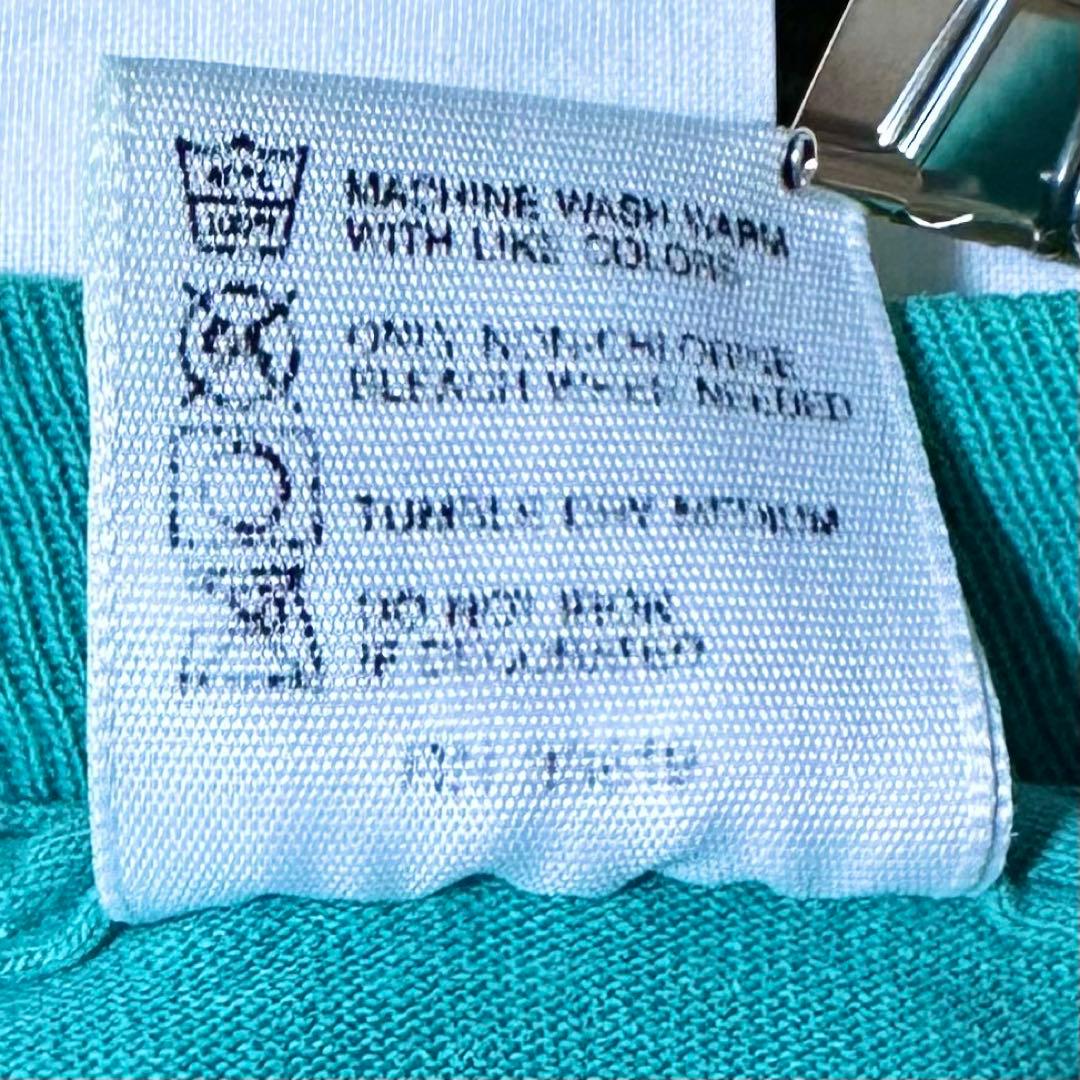 MACHINE WASH WARM
WITH LIKE COLORS
ONLY NON-CHLORINE
BLEACH WHEN NEEDED
TUMBLE DRY MEDIUM
DO NOT IRON
IF DECORATED